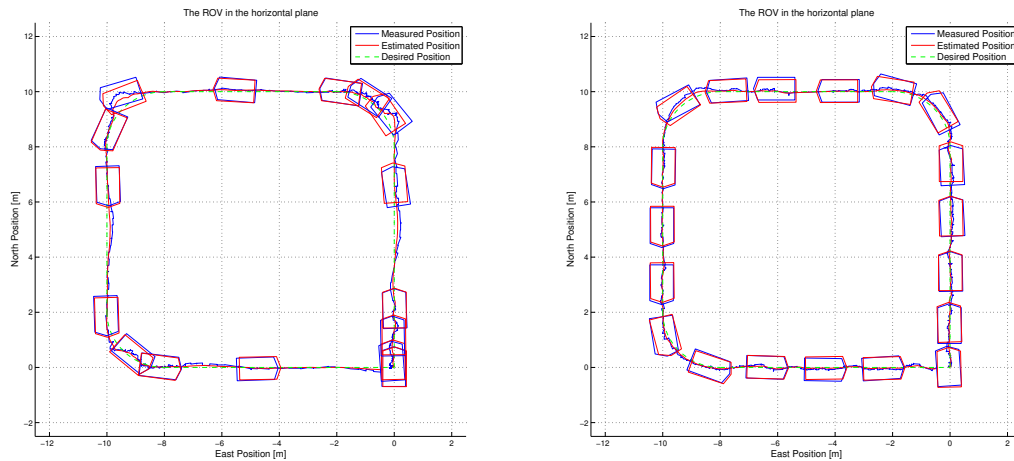 The ROV in the horizontal plane
12
10
8
6
4
2
0
−2
−12
−10
−8
−6
−4
−2
0
2
North Position [m]
East Position [m]
Measured Position
Estimated Position
Desired Position
The ROV in the horizontal plane
12
10
8
6
4
2
0
−2
−12
−10
−8
−6
−4
−2
0
2
North Position [m]
East Position [m]
Measured Position
Estimated Position
Desired Position